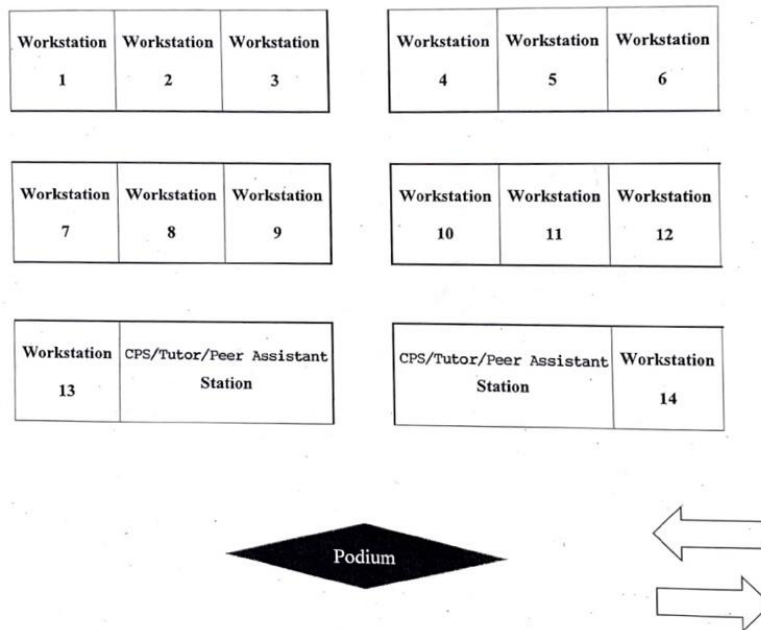 Workstation Workstation Workstation Workstation Workstation Workstation
1 2 3 4 5 6
Workstation Workstation Workstation Workstation Workstation Workstation
7 8 9 10 11 12
Workstation CPS/Tutor/Peer Assistant CPS/Tutor/Peer Assistant Workstation
Station Station
13 14
Podium